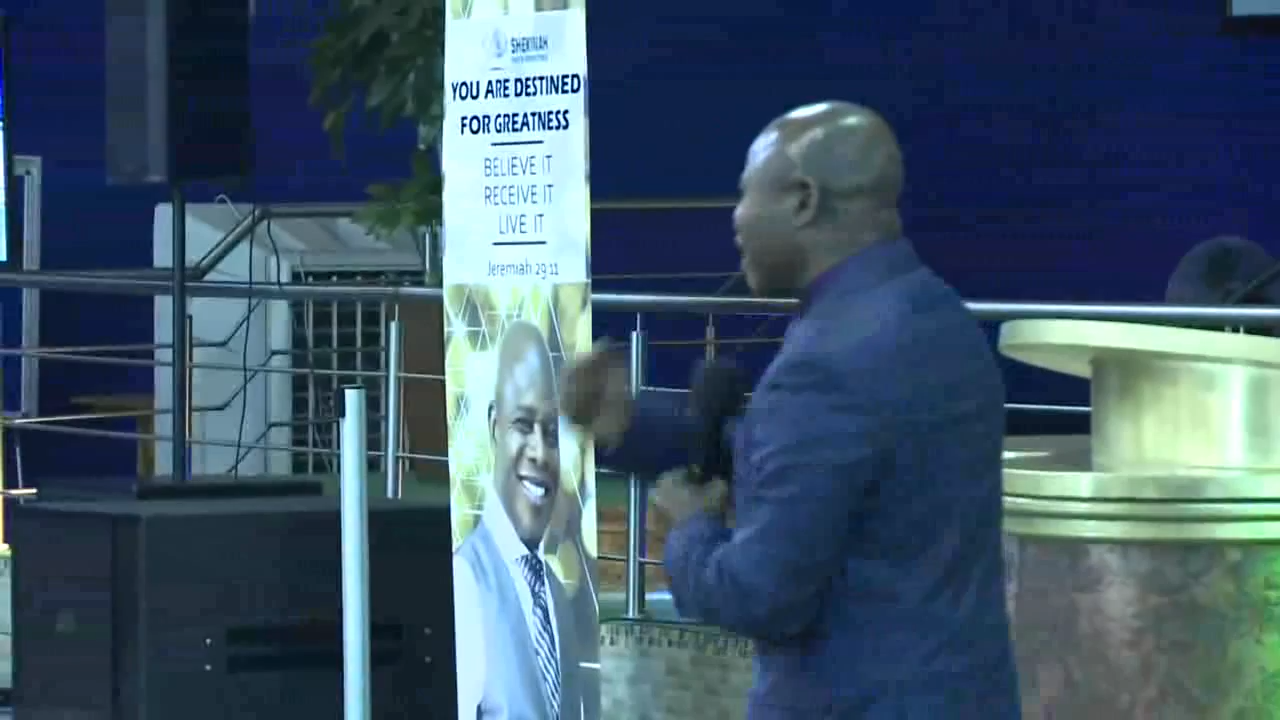 SHEKINAH
YOU ARE DESTINED
FOR GREATNESS
BELIEVE IT
RECEIVE IT
LIVE IT
Jeremiah 29:11